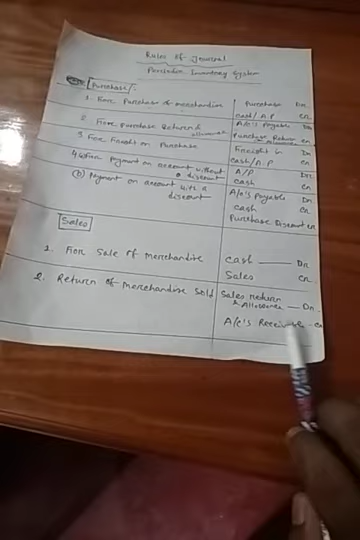 Rules of Journal
Periodic Inventory System
Purchase/:
1. For Purchase of merchandise Purchase Dr.
cash/A.P cr.
2. For purchase Return & allowance A/c's Payable Dr.
Purchase Return & allowance cr
3. For Freight on Purchase Freight in Dr
cash/A.P cr.
4. For Payment on account without a discount A/P Dr.
cash cr.
(b) Payment on account with a discount A/c's Payable Dr.
cash cr.
Purchase Discount cr
Sales
1. For Sale of Merchandise cash Dr.
Sales cr.
2. Return of Merchandise Sold Sales Return & Allowance Dr.
A/c's Receivable cr